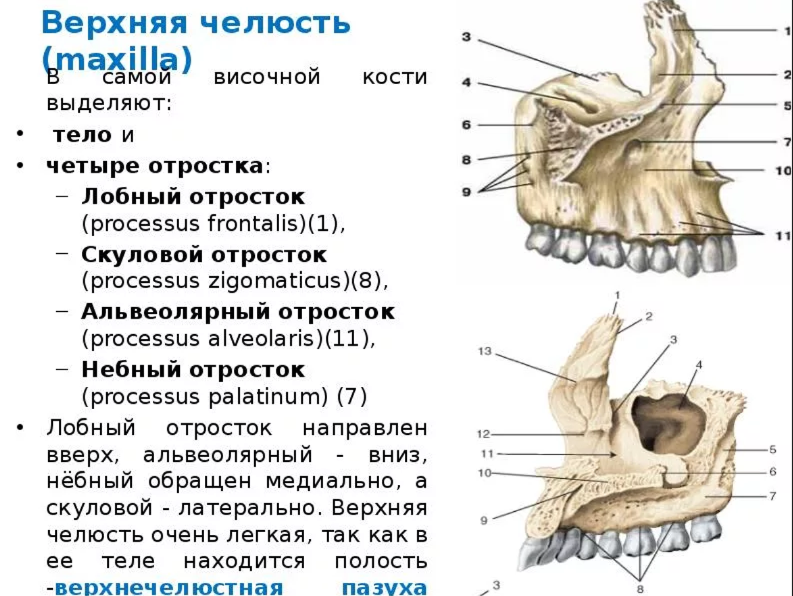 Верхняя челюсть
(maxilla)
В самой височной кости
выделяют:
• тело и
• четыре отростка:
– Лобный отросток
(processus frontalis)(1),
– Скуловой отросток
(processus zigomaticus)(8),
– Альвеолярный отросток
(processus alveolaris)(11),
– Небный отросток
(processus palatinum) (7)
• Лобный отросток направлен
вверх, альвеолярный - вниз,
нёбный обращен медиально, а
скуловой - латерально. Верхняя
челюсть очень легкая, так как в
ее теле находится полость
-верхнечелюстная пазуха
3
4
6
8
9
1
2
5
7
10
11
1
2
3
4
13
12
11
10
9
5
6
7
8
3